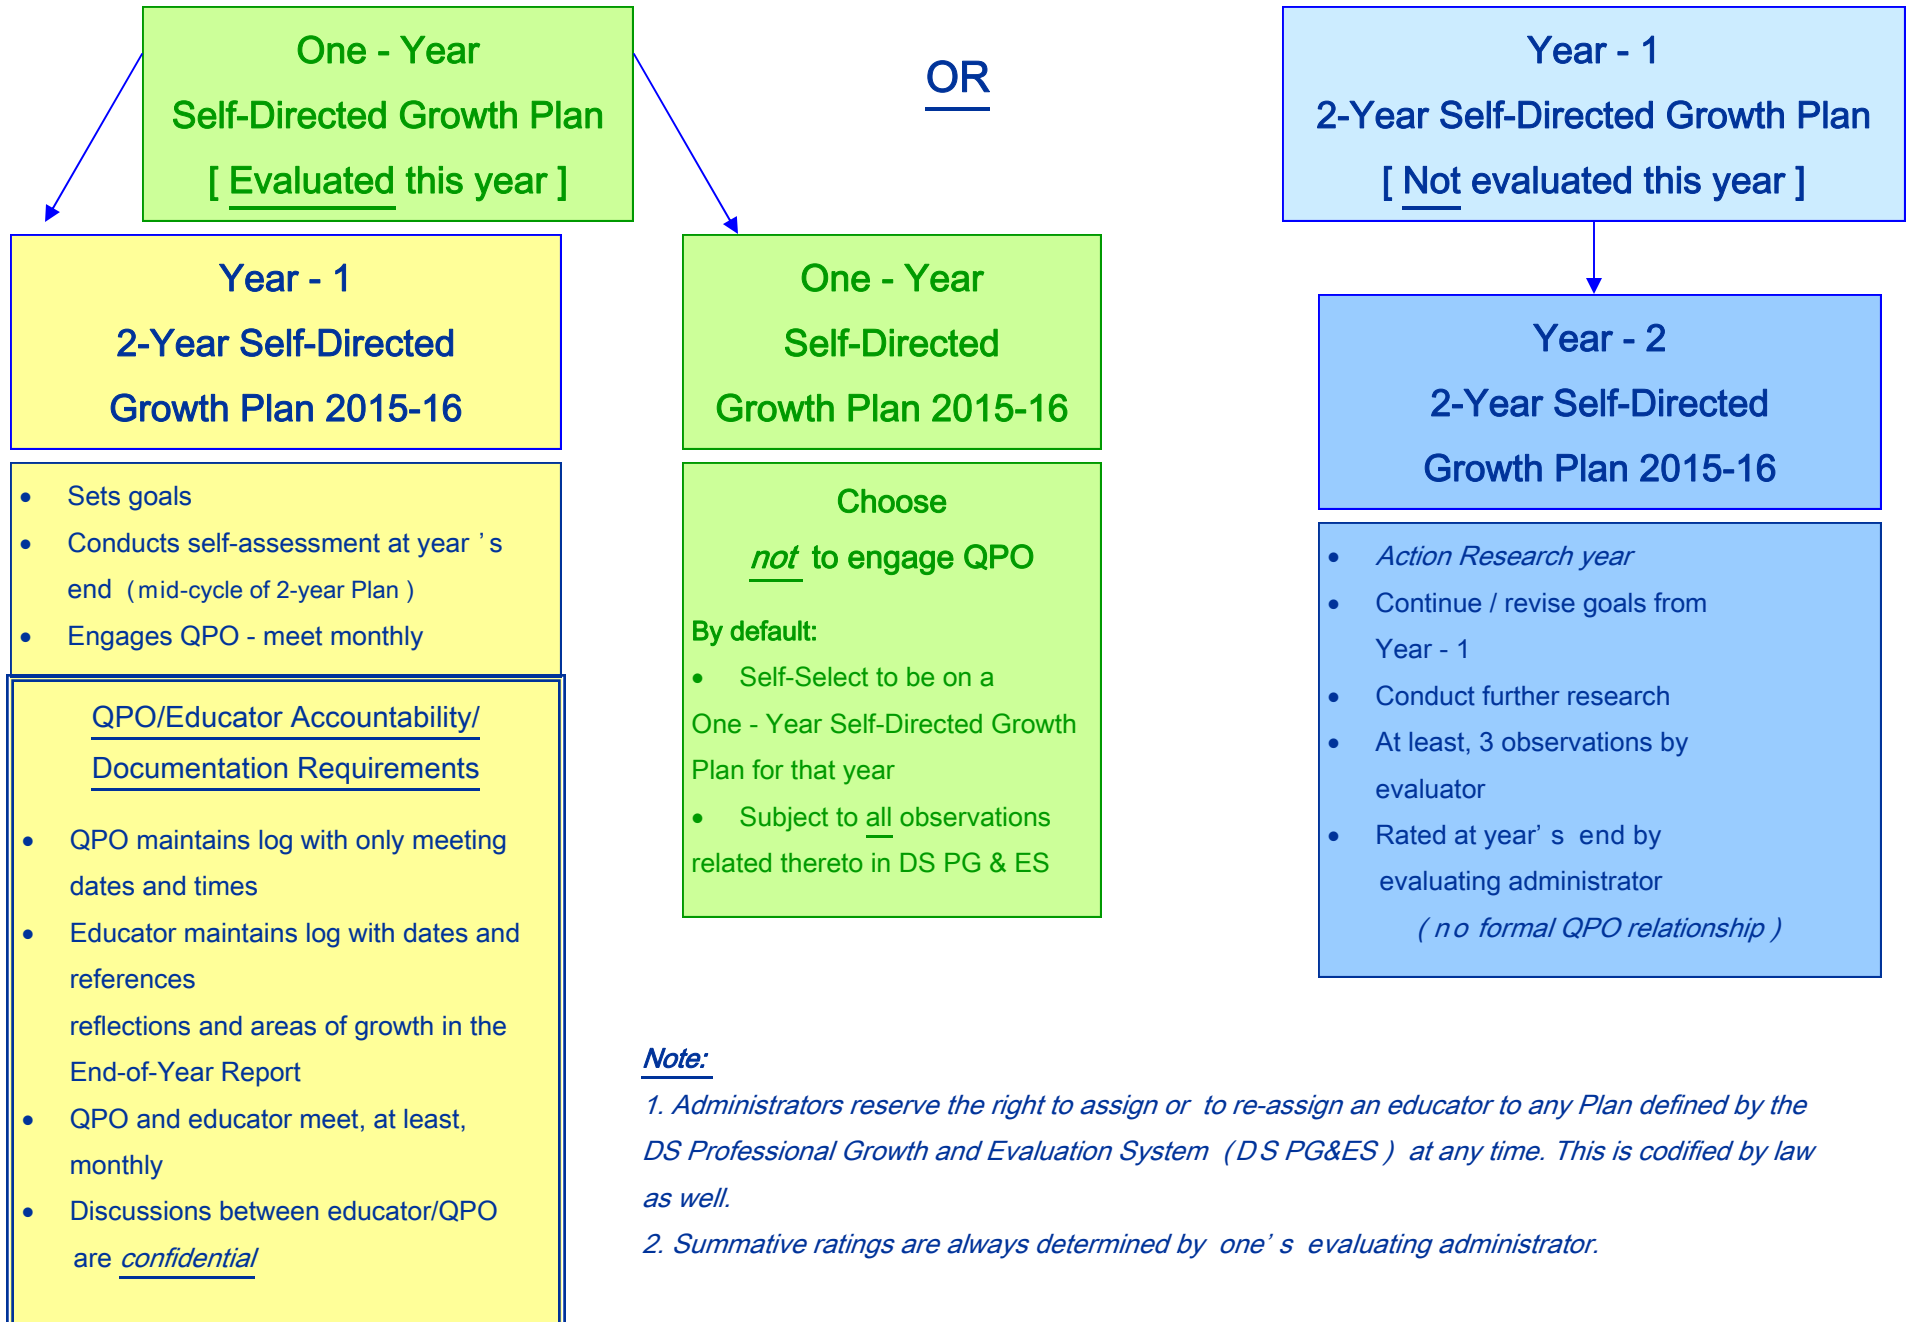 One - Year
Self-Directed Growth Plan
[ Evaluated this year ]
OR
Year - 1
2-Year Self-Directed Growth Plan
[ Not evaluated this year ]
Year - 1
2-Year Self-Directed
Growth Plan 2015-16
• Sets goals
• Conducts self-assessment at year ’ s
end (mid-cycle of 2-year Plan )
• Engages QPO - meet monthly
QPO/Educator Accountability/
Documentation Requirements
• QPO maintains log with only meeting
dates and times
• Educator maintains log with dates and
references
reflections and areas of growth in the
End-of-Year Report
• QPO and educator meet, at least,
monthly
• Discussions between educator/QPO
are confidential
One - Year
Self-Directed
Growth Plan 2015-16
Choose
not to engage QPO
By default:
• Self-Select to be on a
One - Year Self-Directed Growth
Plan for that year
• Subject to all observations
related thereto in DS PG & ES
Year - 2
2-Year Self-Directed
Growth Plan 2015-16
• Action Research year
• Continue / revise goals from
Year - 1
• Conduct further research
• At least, 3 observations by
evaluator
• Rated at year’ s end by
evaluating administrator
( no formal QPO relationship )
Note:
1. Administrators reserve the right to assign or to re-assign an educator to any Plan defined by the
DS Professional Growth and Evaluation System (DS PG&ES ) at any time. This is codified by law
as well.
2. Summative ratings are always determined by one’ s evaluating administrator.